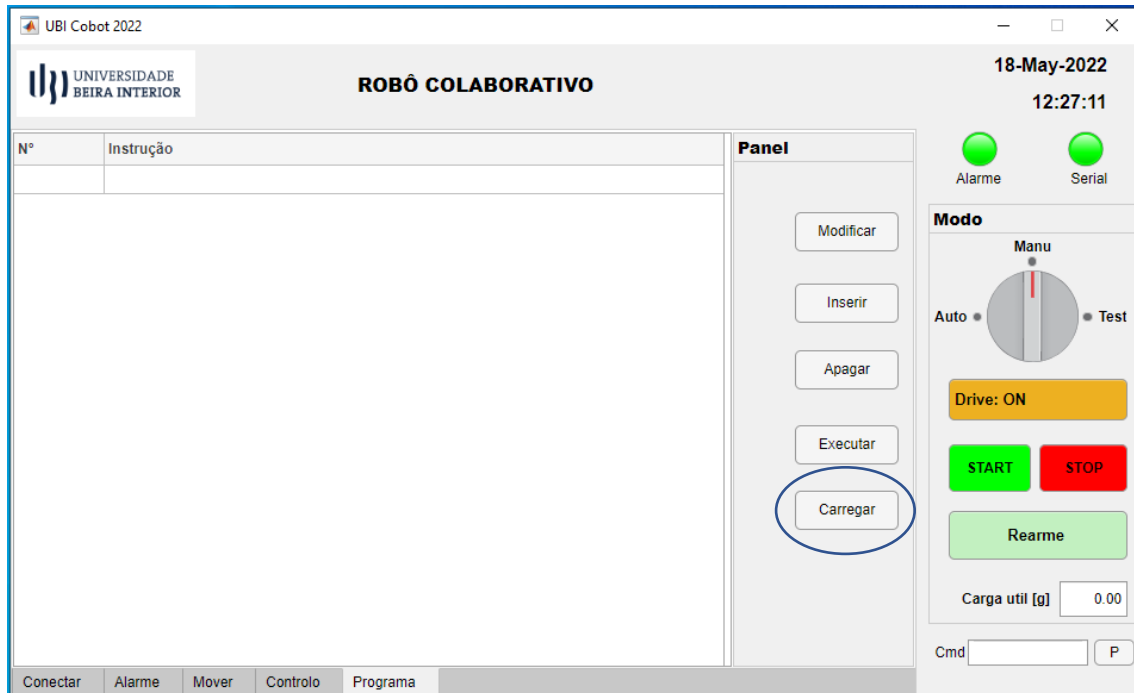 UBI Cobot 2022
UNIVERSIDADE
BEIRA INTERIOR
ROBÔ COLABORATIVO
18-May-2022
12:27:11
N° Instrução
Panel
Modificar
Inserir
Apagar
Executar
Carregar
Alarme Serial
Modo
Manu
Auto Test
Drive: ON
START STOP
Rearme
Carga util [g] 0.00
Cmd P
Conectar Alarme Mover Controlo Programa